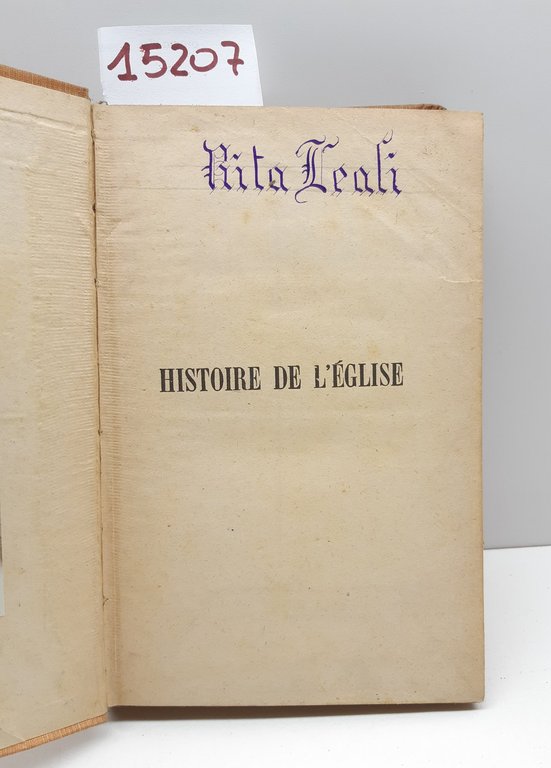 15207
Rita Leali
HISTOIRE DE L'ÉGLISE